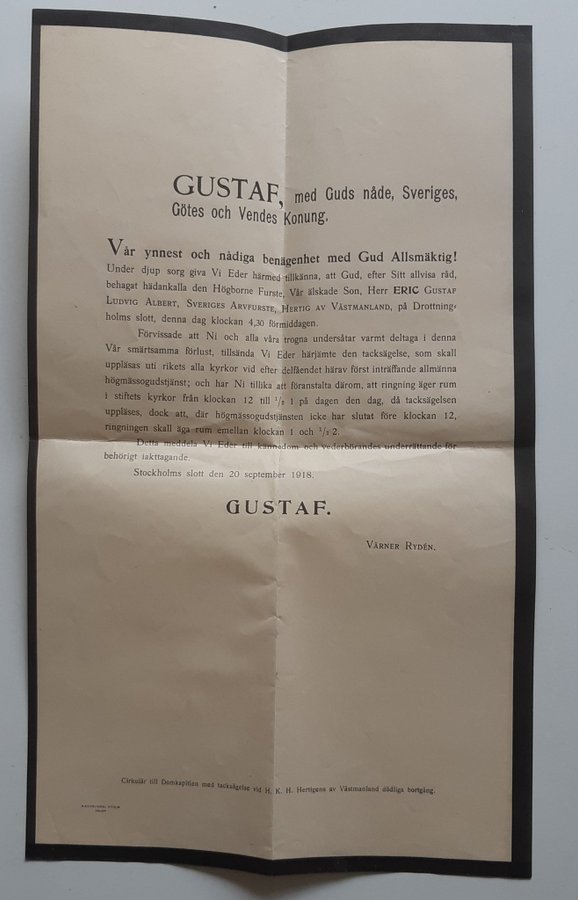 GUSTAF, med Guds nåde, Sveriges,
Götes och Vendes Konung.
Vår ynnest och nådiga benägenhet med Gud Allsmäktig!
Under djup sorg giva Vi Eder härmed tillkänna, att Gud, efter Sitt allvisa råd,
behagat hädankalla den Högborne Furste, Vår älskade Son, Herr ERIC GUSTAF
LUDVIG ALBERT, SVERIGES ARVFURSTE, HERTIG AV VÄSTMANLAND, på Drottning-
holms slott, denna dag klockan 4,30 förmiddagen.
Förvissade att Ni och alla våra trogna undersåtar varmt deltaga i denna
Vår smärtsamma förlust, tillsända Vi Eder härjämte den tacksägelse, som skall
uppläsas uti rikets alla kyrkor vid efter delfåendet härav först inträffande allmänna
högmässogudstjänst; och har Ni tillika att föranstalta därom, att ringning äger rum
i stiftets kyrkor från klockan 12 till 1/2 1 på dagen den dag, då tacksägelsen
uppläses, dock att, där högmässogudstjänsten icke har slutat före klockan 12,
ringningen skall äga rum emellan klockan 1 och 1/2 2.
Detta meddela Vi Eder till kännedom och vederbörandes underrättande för
behörigt iakttagande.
Stockholms slott den 20 september 1918.
GUSTAF.
VÄRNER RYDÉN.
Cirkulär till Domkapitlen med tacksägelse vid H. K. H. Hertigens av Västmanland dödliga bortgång.